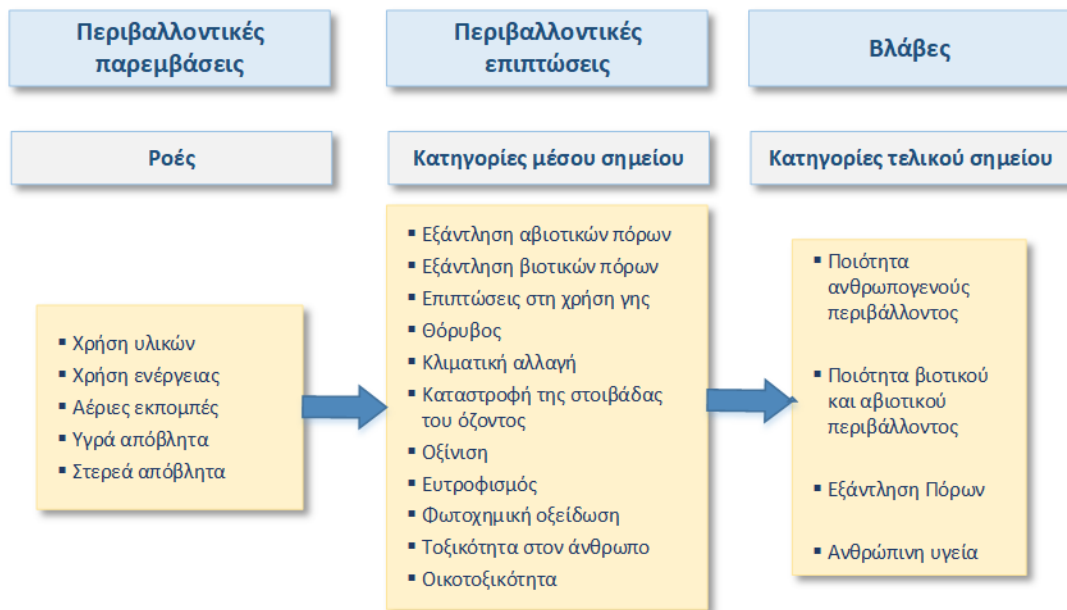 Περιβαλλοντικές
παρεμβάσεις
Περιβαλλοντικές
επιπτώσεις
Βλάβες
Ροές
Κατηγορίες μέσου σημείου
Κατηγορίες τελικού σημείου
▪ Χρήση υλικών
▪ Χρήση ενέργειας
▪ Αέριες εκπομπές
▪ Υγρά απόβλητα
▪ Στερεά απόβλητα
▪ Εξάντληση αβιοτικών πόρων
▪ Εξάντληση βιοτικών πόρων
▪ Επιπτώσεις στη χρήση γης
▪ Θόρυβος
▪ Κλιματική αλλαγή
▪ Καταστροφή της στοιβάδας
του όζοντος
▪ Οξίνιση
▪ Ευτροφισμός
▪ Φωτοχημική οξείδωση
▪ Τοξικότητα στον άνθρωπο
▪ Οικοτοξικότητα
▪ Ποιότητα
ανθρωπογενούς
περιβάλλοντος
▪ Ποιότητα βιοτικού
και αβιοτικού
περιβάλλοντος
▪ Εξάντληση Πόρων
▪ Ανθρώπινη υγεία